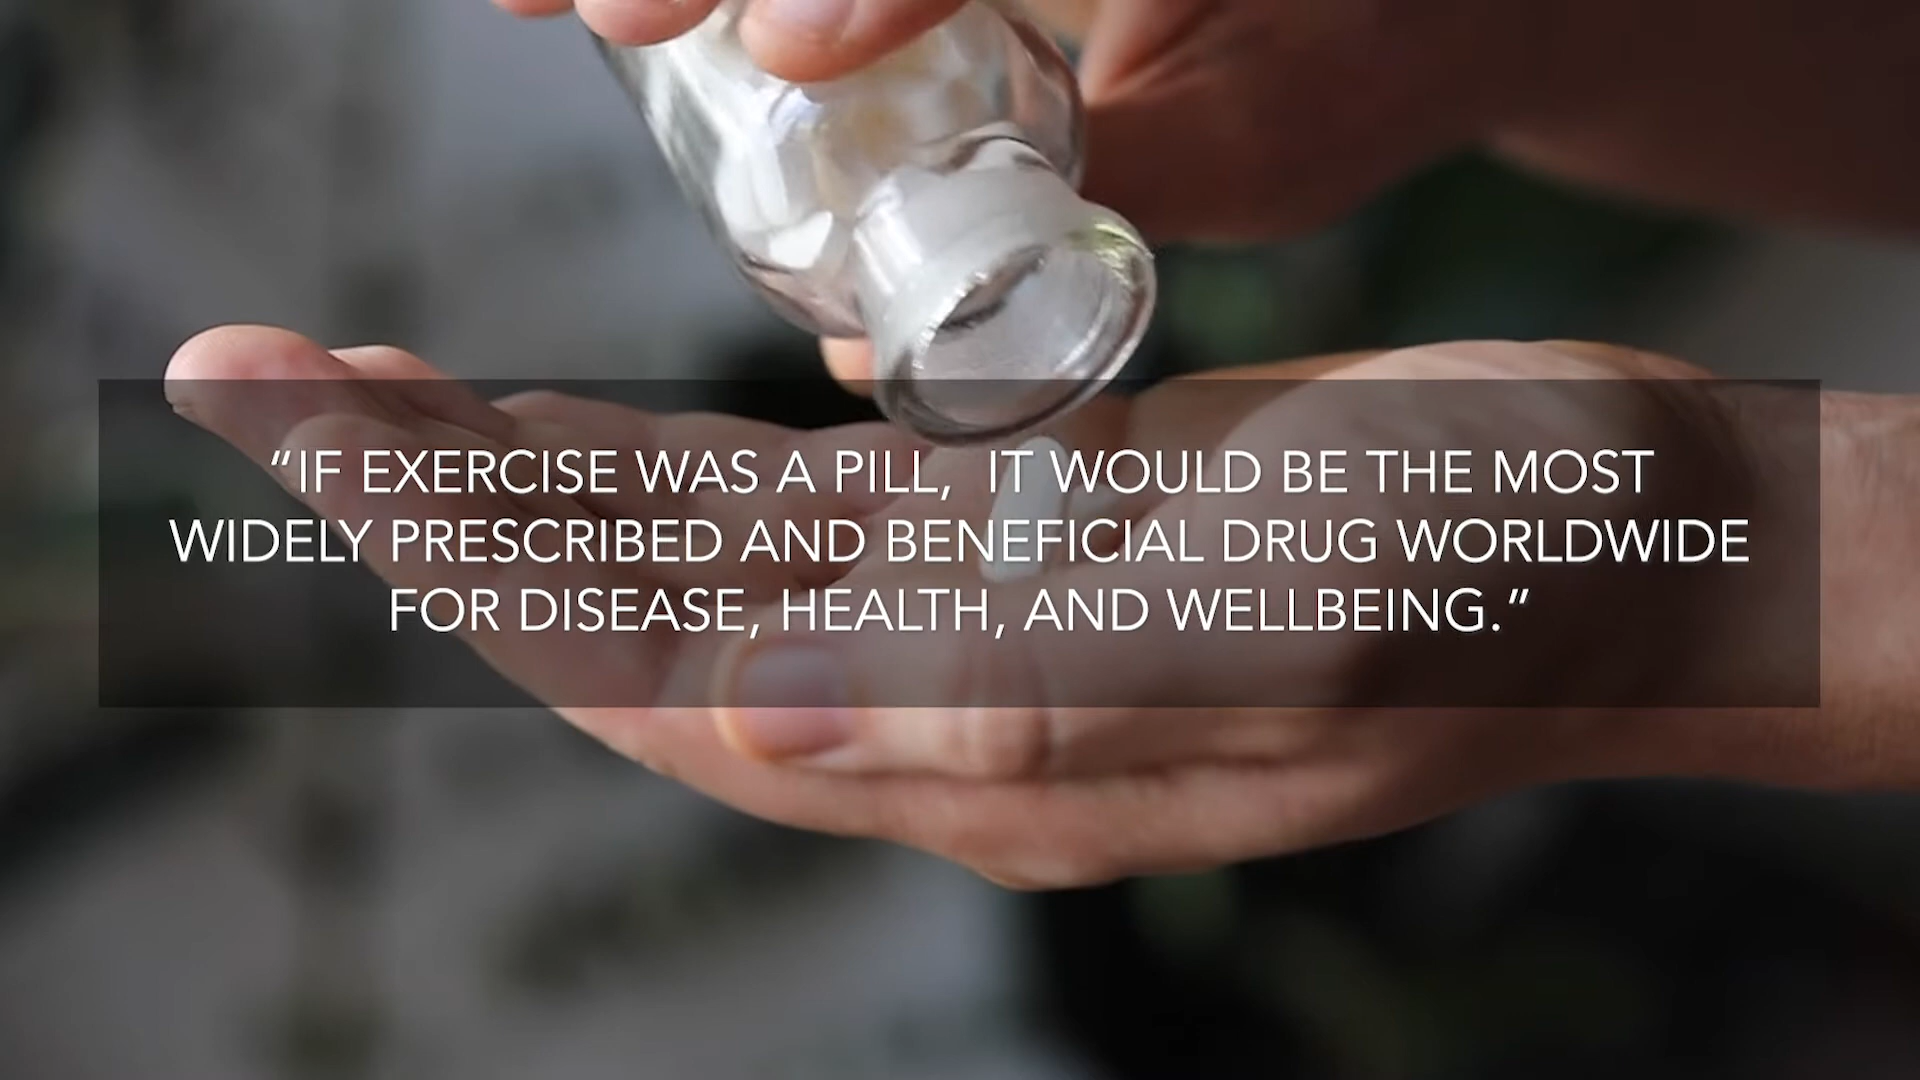 “IF EXERCISE WAS A PILL,  IT WOULD BE THE MOST
WIDELY PRESCRIBED AND BENEFICIAL DRUG WORLDWIDE
FOR DISEASE, HEALTH, AND WELLBEING.”